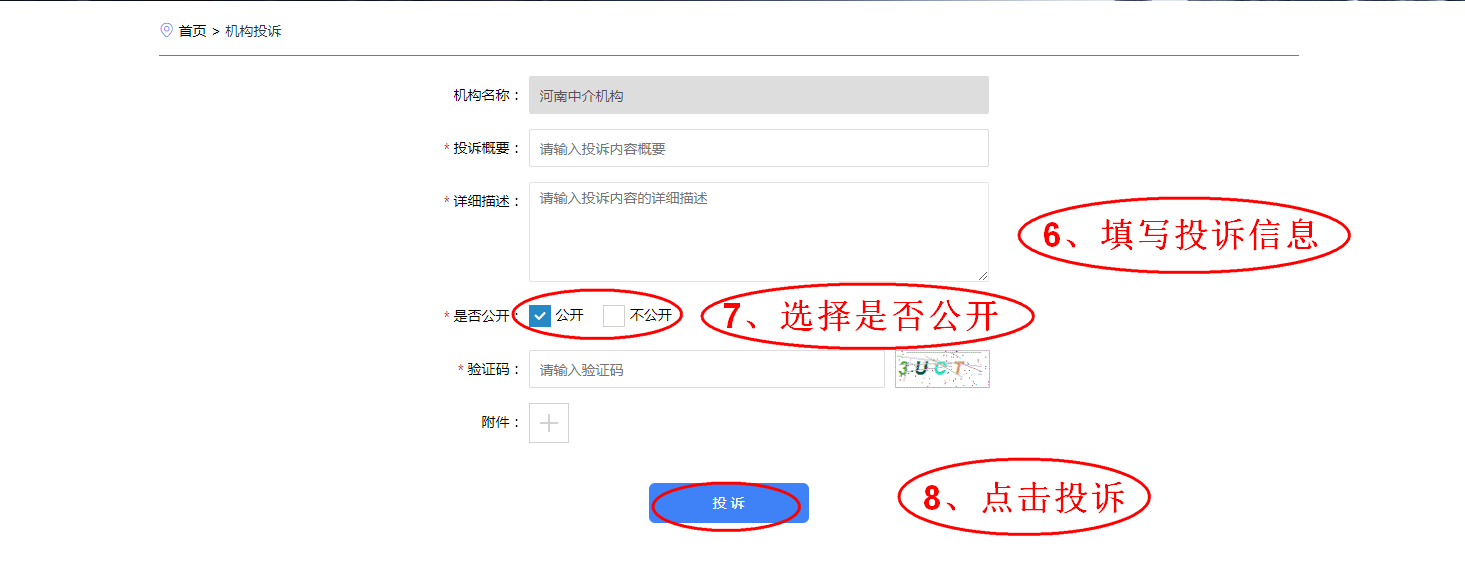 首页 > 机构投诉
机构名称： 河南中介机构
* 投诉概要： 请输入投诉内容概要
* 详细描述： 请输入投诉内容的详细描述
6、填写投诉信息
* 是否公开： 公开 不公开
7、选择是否公开
* 验证码： 请输入验证码 3UCT
附件：
投诉
8、点击投诉